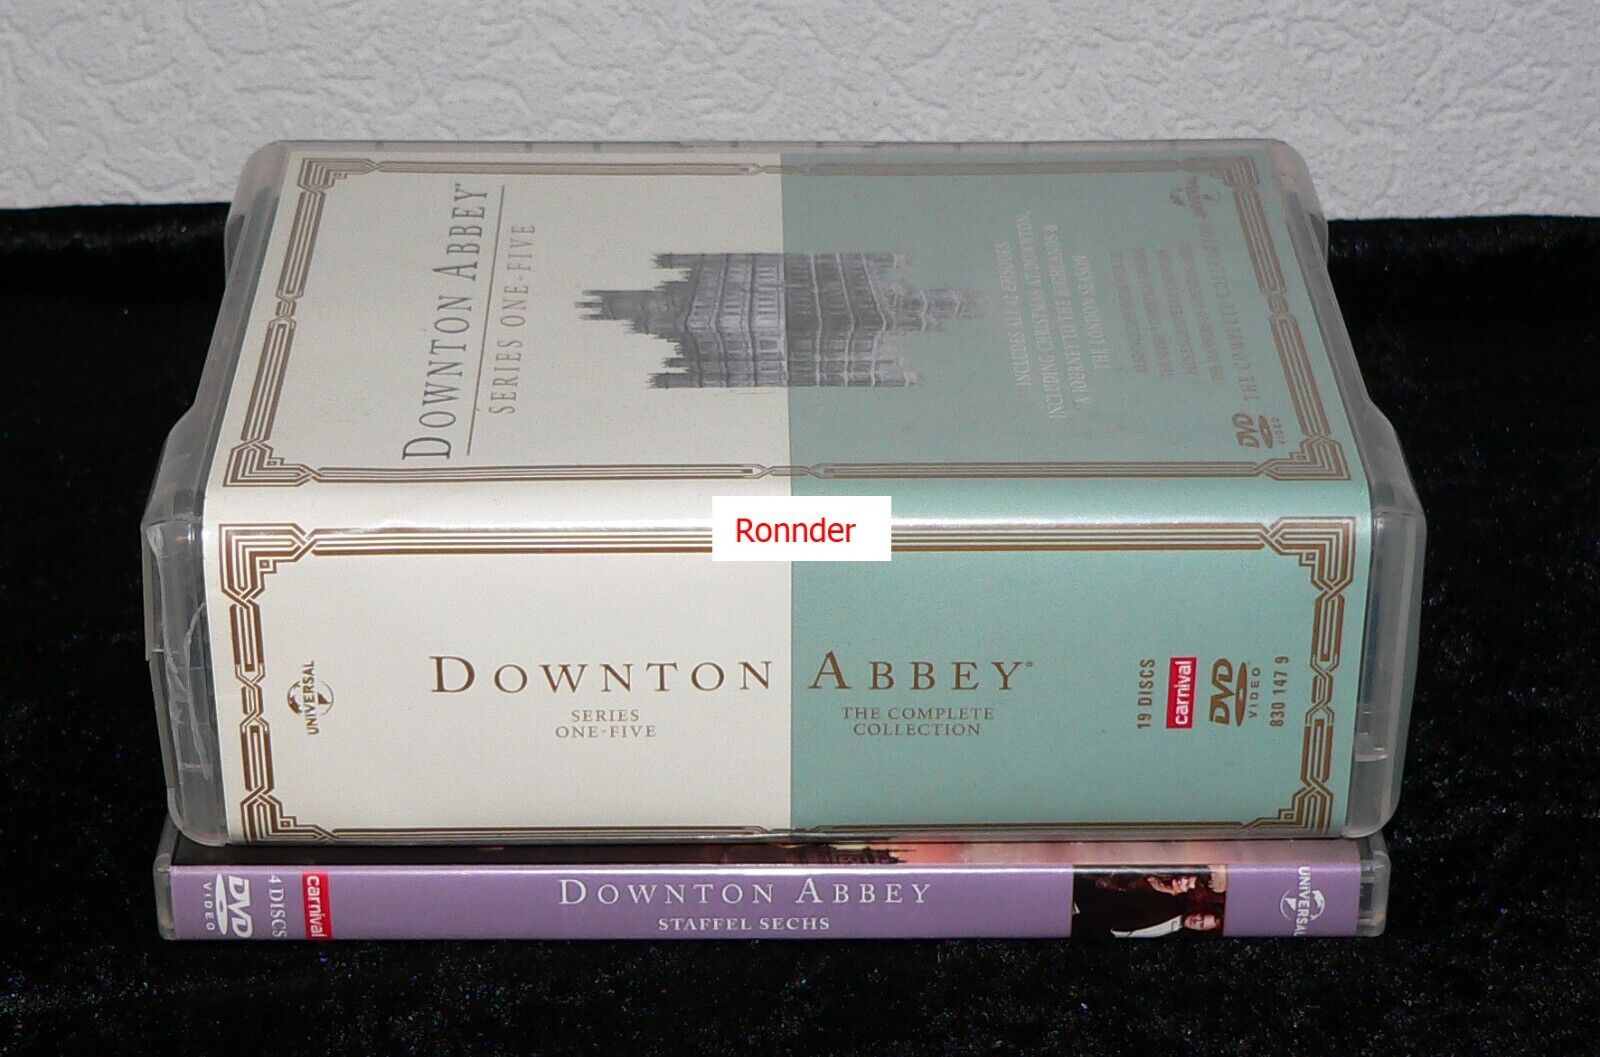 DOWNTON ABBEY
SERIES ONE-FIVE
INCLUDES ALL 42 EPISODES,
INCLUDING CHRISTMAS AT DOWNTON,
A JOURNEY TO THE HIGHLANDS &
THE LONDON SEASON
DVD
VIDEO
THE COMPLETE COLLECTION
UNIVERSAL
Ronnder
UNIVERSAL
DOWNTON ABBEY®
SERIES
ONE-FIVE
THE COMPLETE
COLLECTION
19 DISCS
carnival
DVD
VIDEO
830 147 9
DVD
VIDEO
4 DISCS
carnival
DOWNTON ABBEY
STAFFEL SECHS
UNIVERSAL